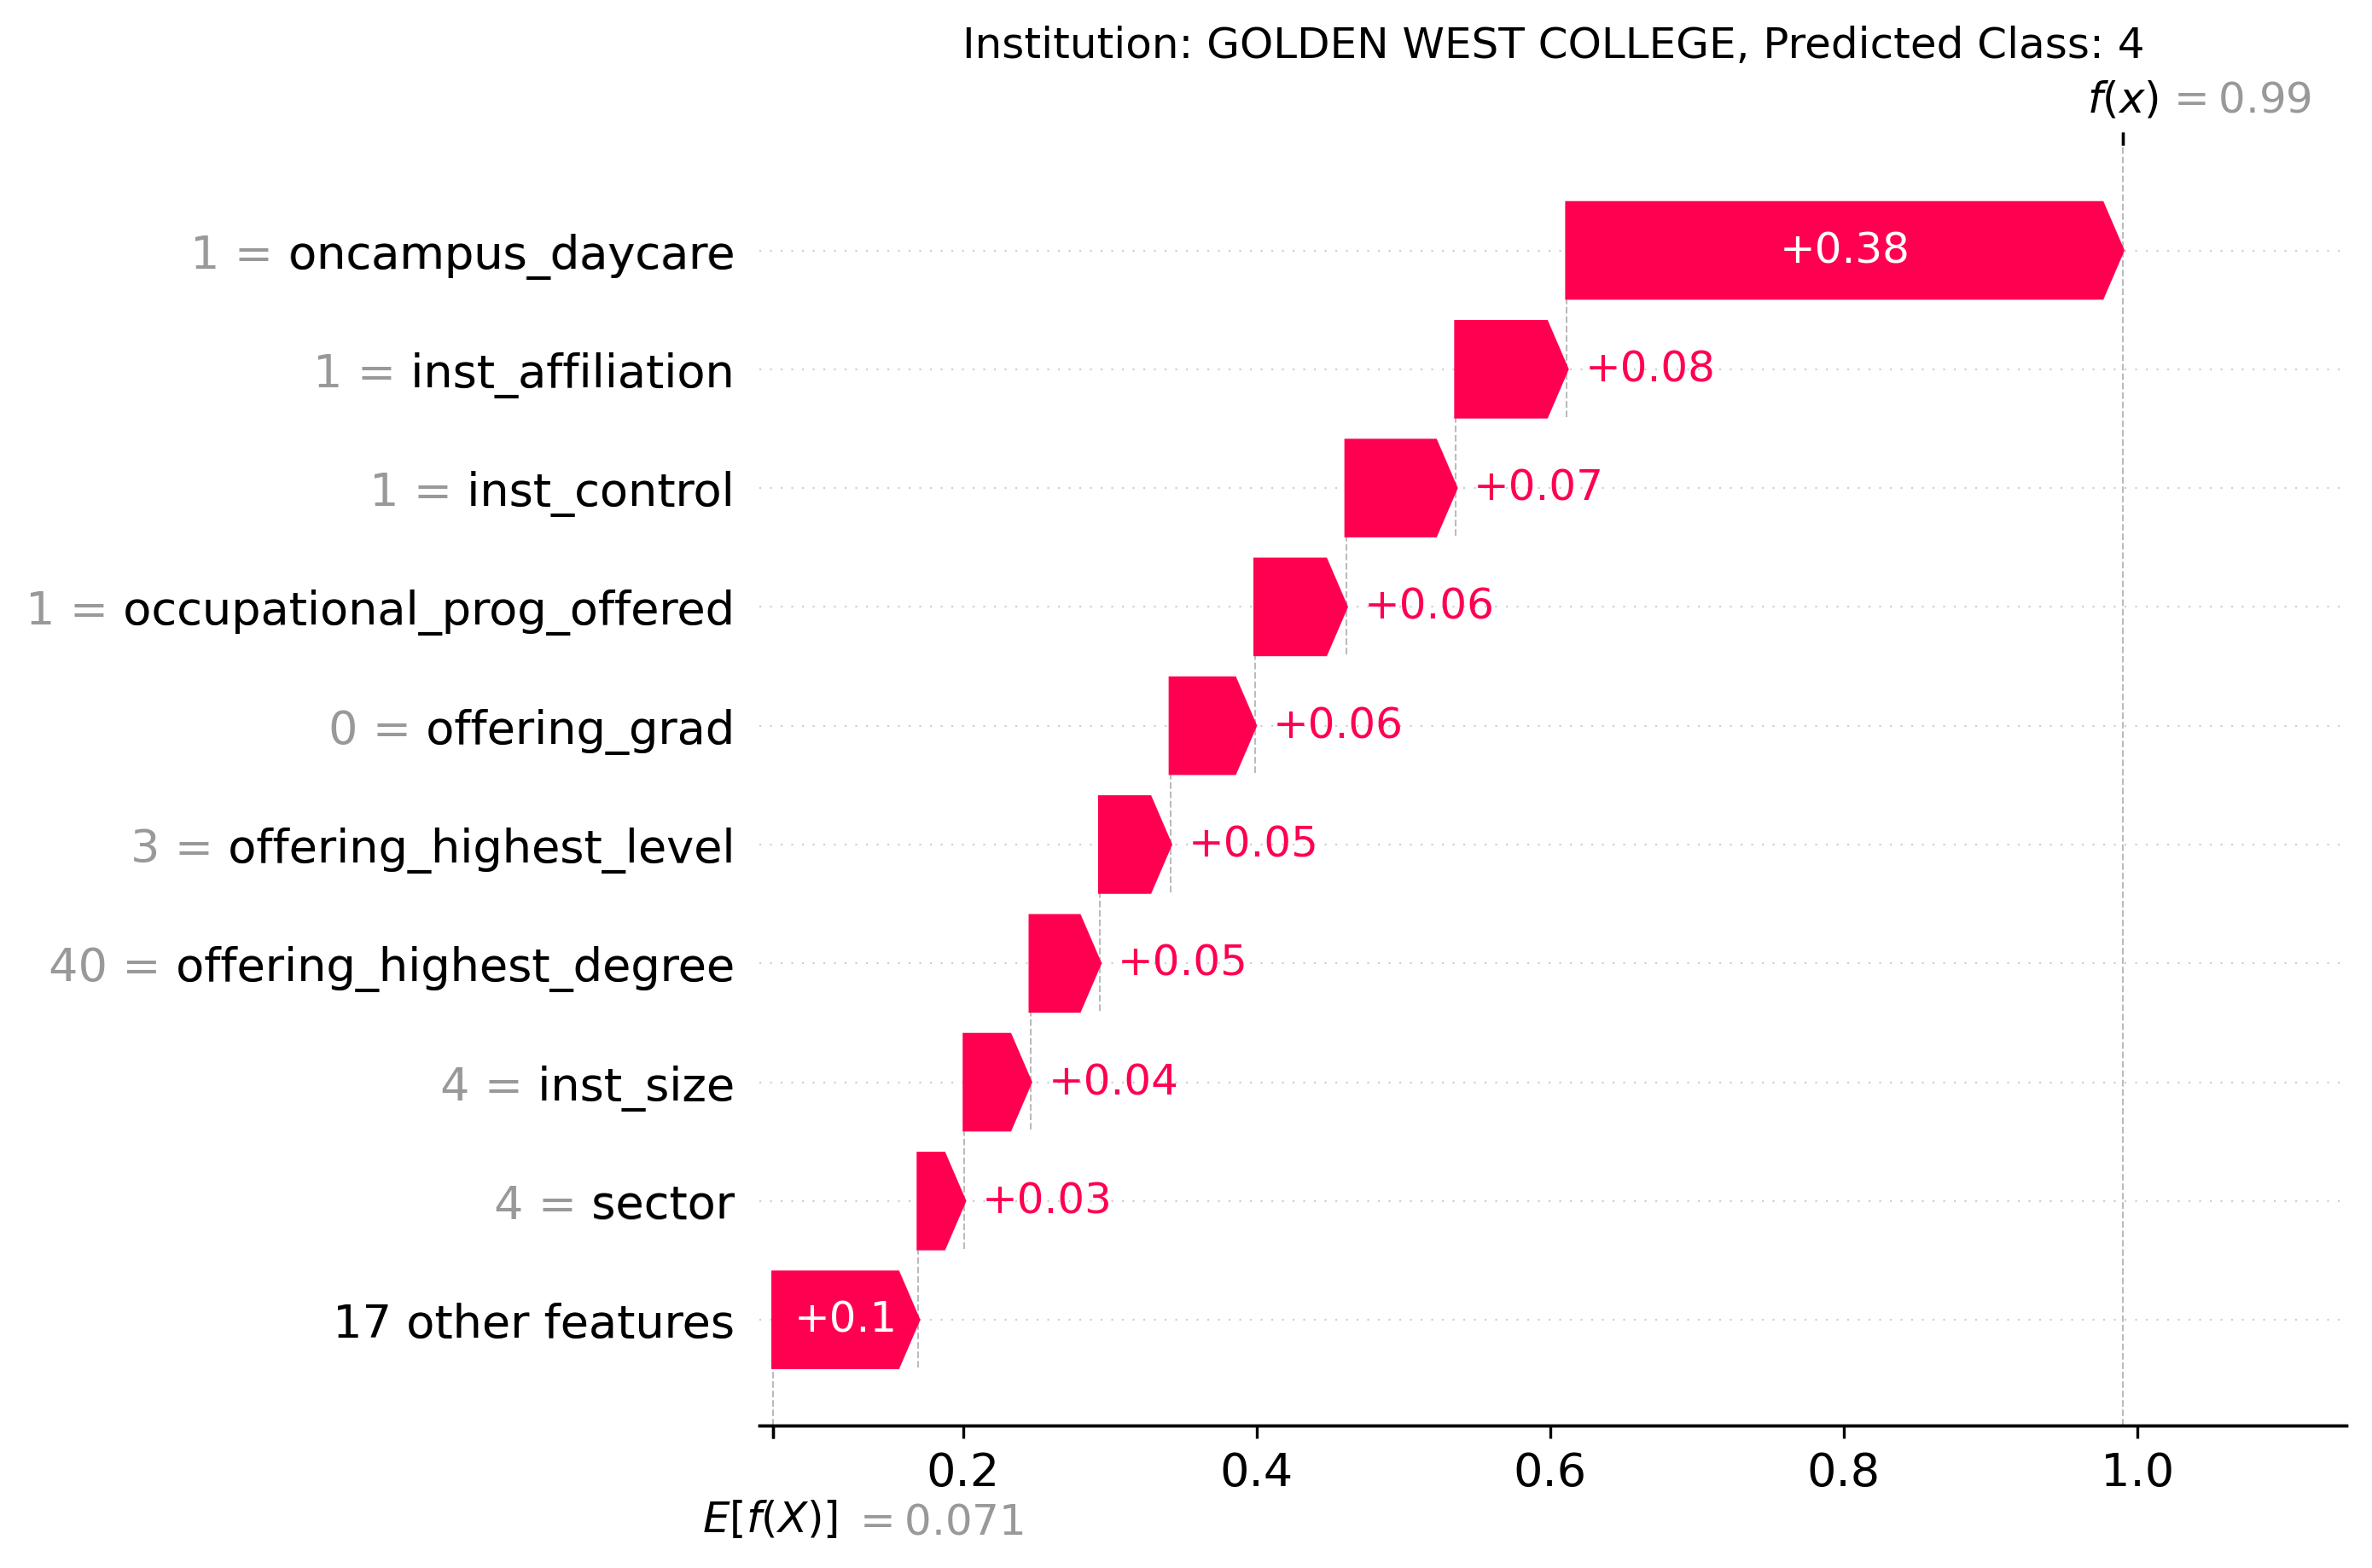 Institution: GOLDEN WEST COLLEGE, Predicted Class: 4
f(x) = 0.99
1 = oncampus_daycare +0.38
1 = inst_affiliation +0.08
1 = inst_control +0.07
1 = occupational_prog_offered +0.06
0 = offering_grad +0.06
3 = offering_highest_level +0.05
40 = offering_highest_degree +0.05
4 = inst_size +0.04
4 = sector +0.03
17 other features +0.1
0.2 0.4 0.6 0.8 1.0
E[f(X)] = 0.071